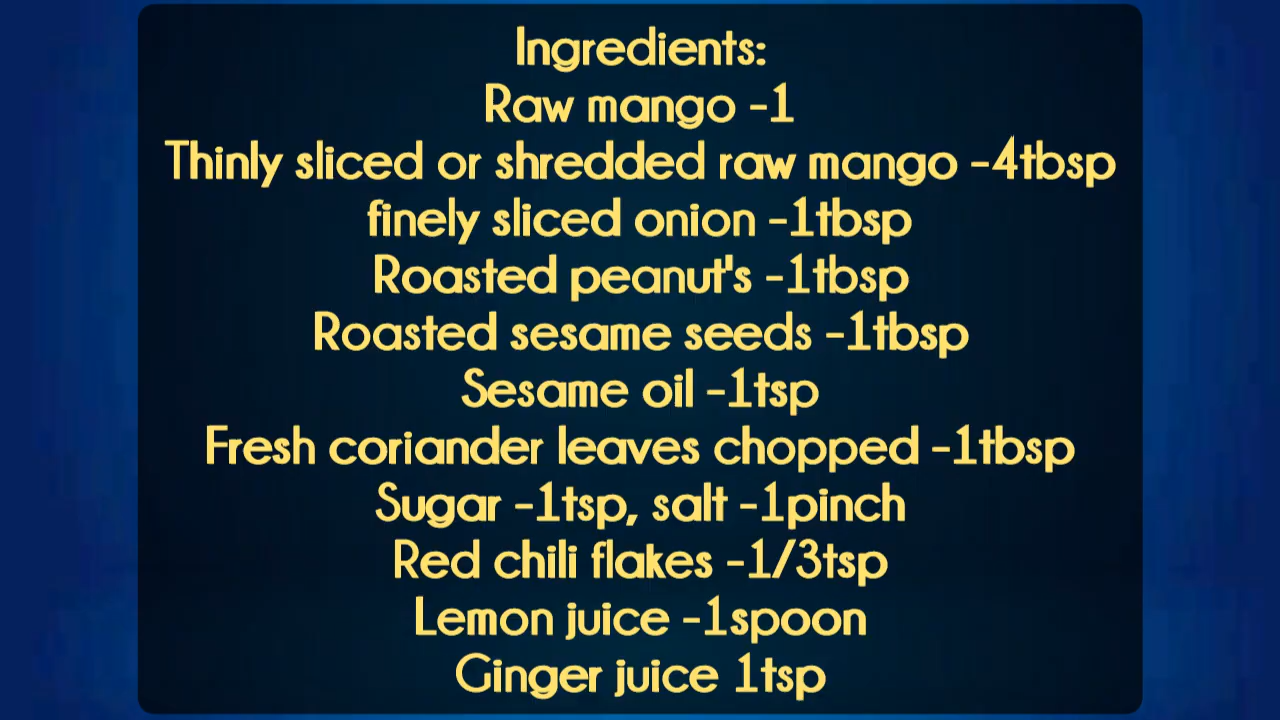 Ingredients:
Raw mango -1
Thinly sliced or shredded raw mango -4tbsp
finely sliced onion -1tbsp
Roasted peanut's -1tbsp
Roasted sesame seeds -1tbsp
Sesame oil -1tsp
Fresh coriander leaves chopped -1tbsp
Sugar -1tsp, salt -1pinch
Red chili flakes -1/3tsp
Lemon juice -1spoon
Ginger juice 1tsp